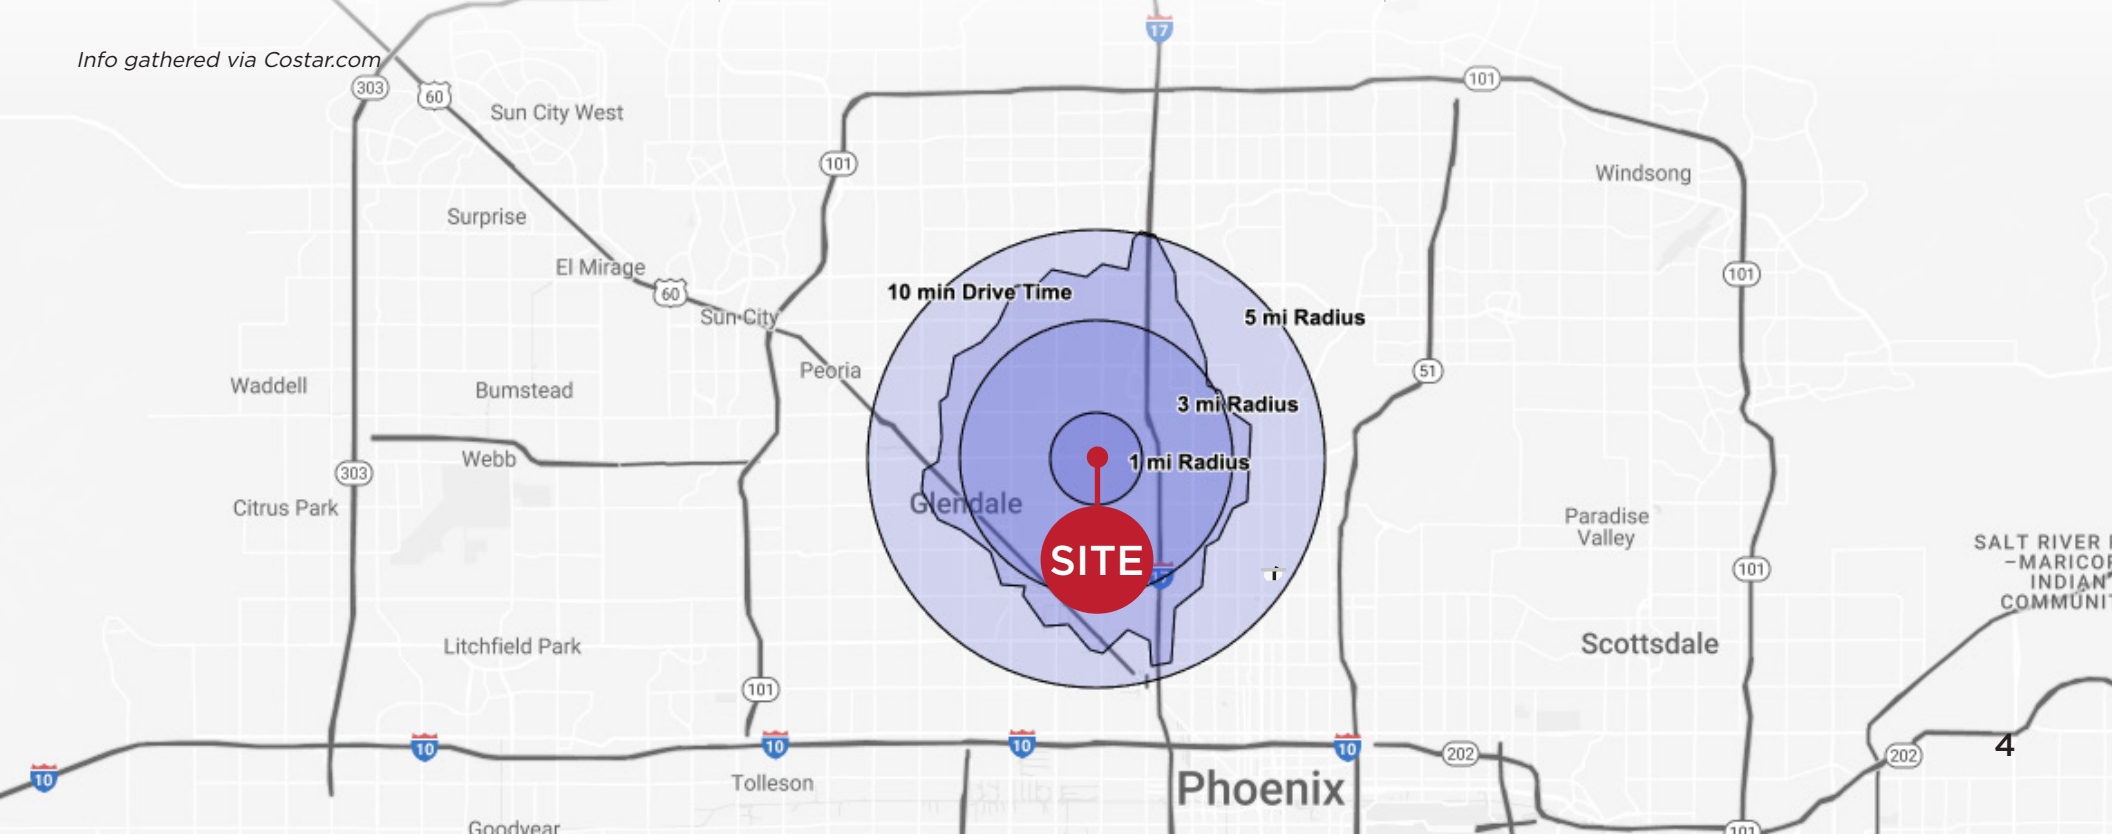 17
Info gathered via Costar.com
101
303
60
Sun City West
101
Windsong
Surprise
El Mirage
101
60
10 min Drive Time
Sun City
5 mi Radius
Peoria
51
Waddell
Bumstead
3 mi Radius
Webb
1 mi Radius
303
Glendale
Citrus Park
Paradise
Valley
SITE
SALT RIVER
–MARICOP
INDIAN
COMMUNIT
17
101
Litchfield Park
Scottsdale
101
10
10
10
10
10
202
202
4
Tolleson
Phoenix
Goodyear
101